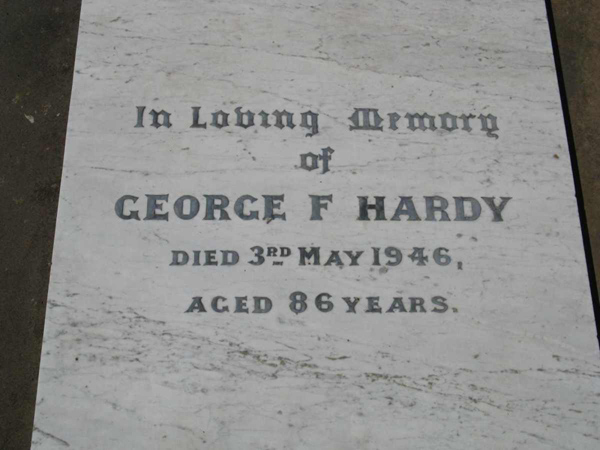 In Loving Memory
of
GEORGE F HARDY
DIED 3RD MAY 1946,
AGED 86 YEARS.